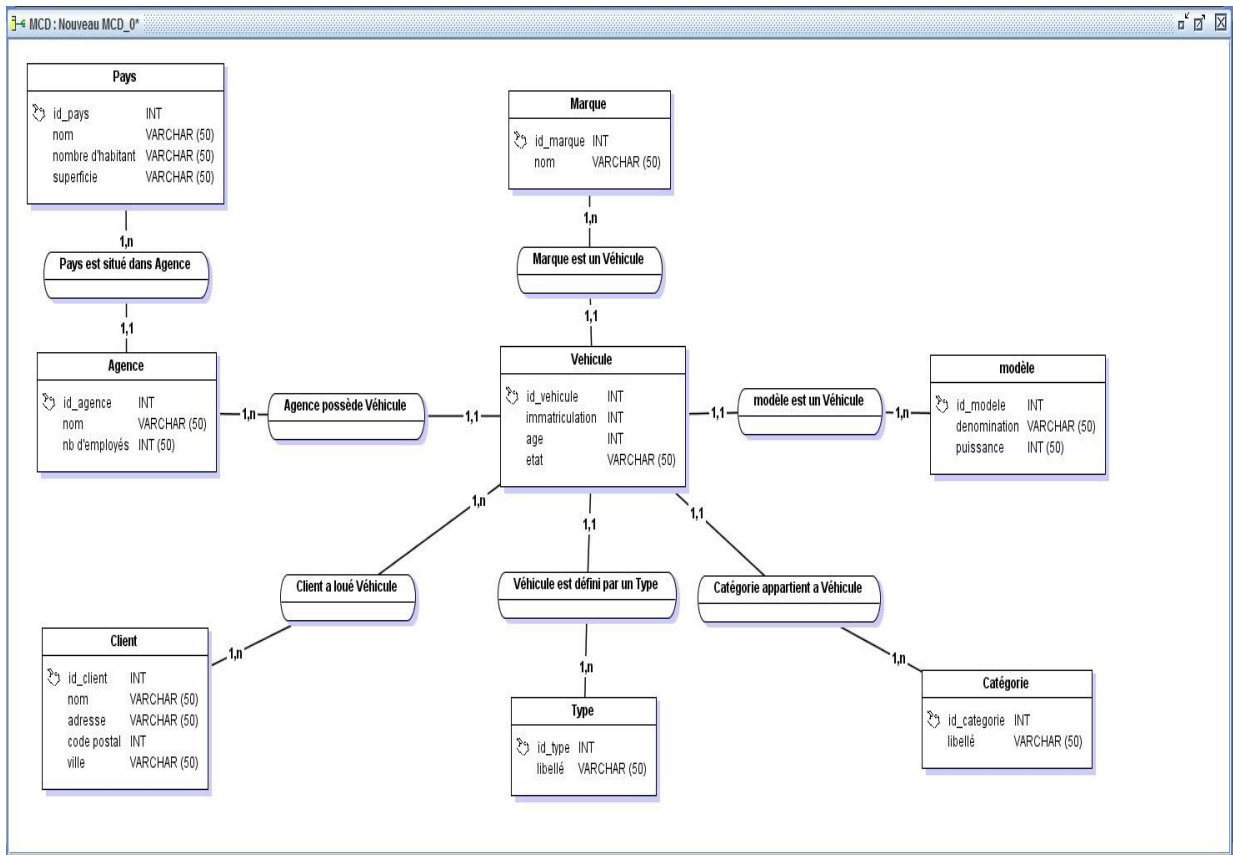 MCD : Nouveau MCD_0*
Pays
id_pays INT
nom VARCHAR (50)
nombre d'habitant VARCHAR (50)
superficie VARCHAR (50)
1,n
Pays est situé dans Agence
1,1
Marque
id_marque INT
nom VARCHAR (50)
1,n
Marque est un Véhicule
1,1
Agence
id_agence INT
nom VARCHAR (50)
nb d'employés INT (50)
1,n
Agence possède Véhicule
1,1
Vehicule
id_vehicule INT
immatriculation INT
age INT
etat VARCHAR (50)
1,1
modèle est un Véhicule
1,n
modèle
id_modele INT
denomination VARCHAR (50)
puissance INT (50)
1,n
Client a loué Véhicule
1,n
1,1
Véhicule est défini par un Type
1,n
1,1
Catégorie appartient a Véhicule
1,n
Client
id_client INT
nom VARCHAR (50)
adresse VARCHAR (50)
code postal INT
ville VARCHAR (50)
Type
id_type INT
libellé VARCHAR (50)
Catégorie
id_categorie INT
libellé VARCHAR (50)